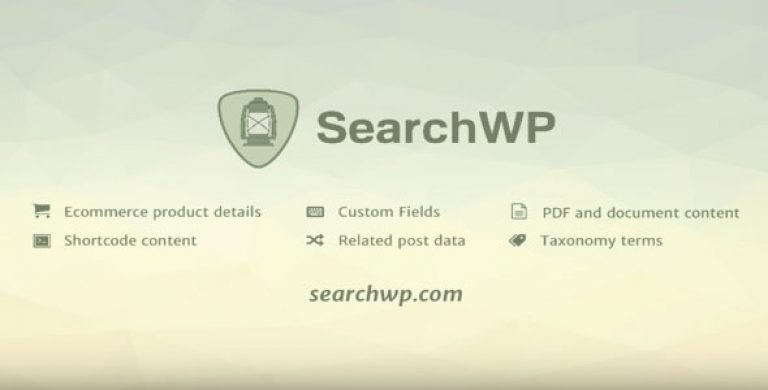 SearchWP
Ecommerce product details
Custom Fields
PDF and document content
Shortcode content
Related post data
Taxonomy terms
searchwp.com